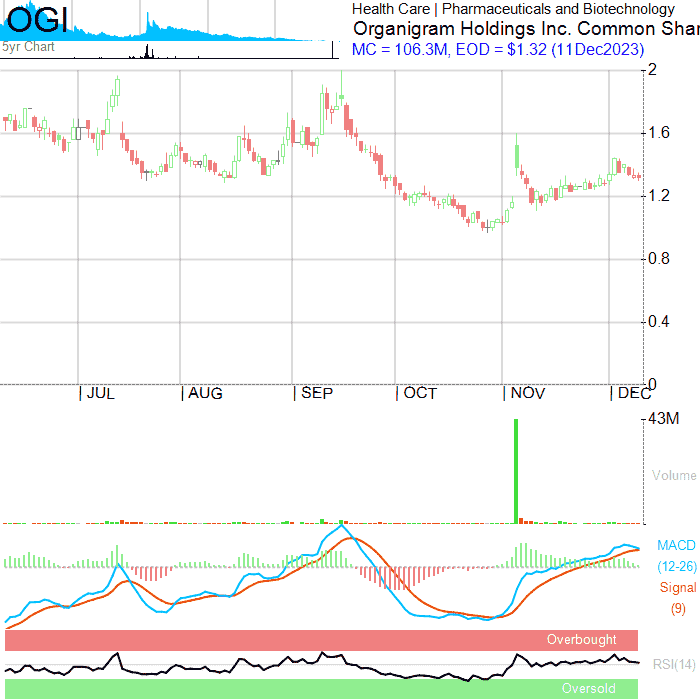 OGI
5yr Chart
Health Care | Pharmaceuticals and Biotechnology
Organigram Holdings Inc. Common Shar
MC = 106.3M, EOD = $1.32 (11Dec2023)
2
1.6
1.2
0.8
0.4
0
JUL AUG SEP OCT NOV DEC
43M
Volume
MACD
(12-26)
Signal
(9)
Overbought
RSI(14)
Oversold